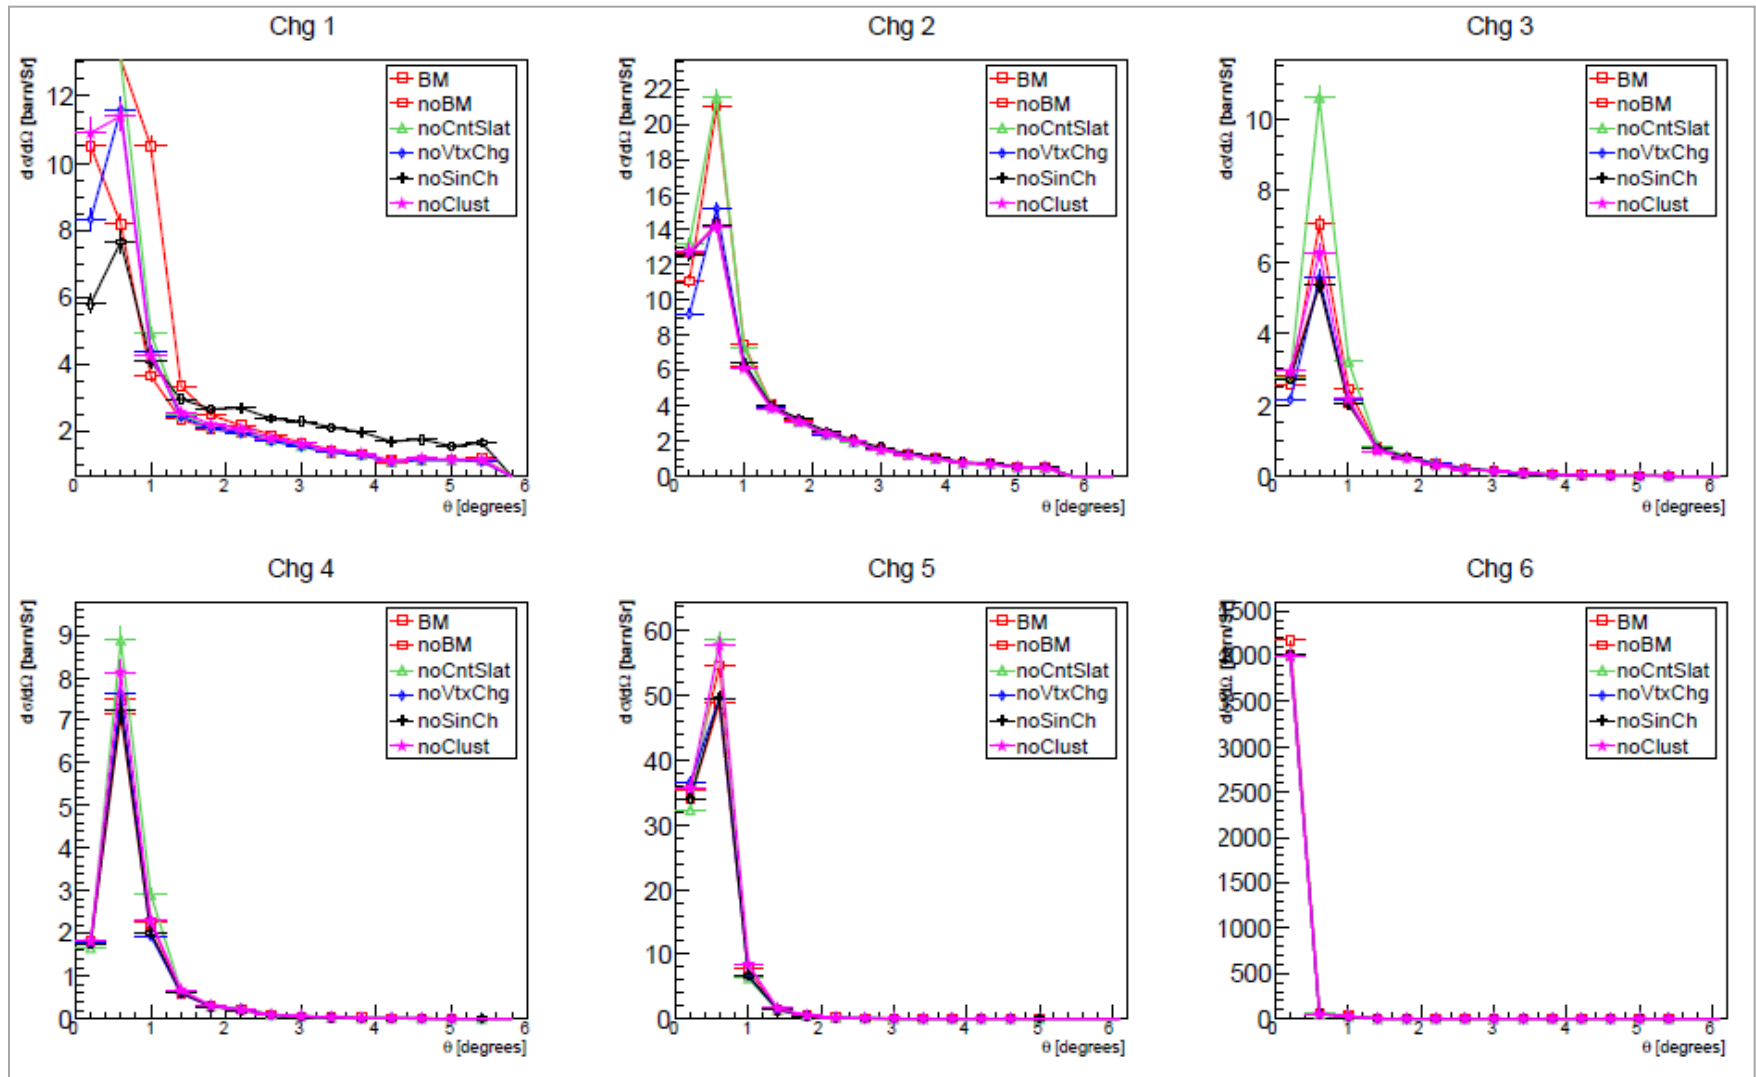 Chg 1
dσ/dΩ [barn/Sr]
12
10
8
6
4
2
0 1 2 3 4 5 6
θ [degrees]
BM
noBM
noCntSlat
noVtxChg
noSinCh
noClust
Chg 2
dσ/dΩ [barn/Sr]
22
20
18
16
14
12
10
8
6
4
2
0
0 1 2 3 4 5 6
θ [degrees]
BM
noBM
noCntSlat
noVtxChg
noSinCh
noClust
Chg 3
dσ/dΩ [barn/Sr]
10
8
6
4
2
0
0 1 2 3 4 5 6
θ [degrees]
BM
noBM
noCntSlat
noVtxChg
noSinCh
noClust
Chg 4
dσ/dΩ [barn/Sr]
9
8
7
6
5
4
3
2
1
0
0 1 2 3 4 5 6
θ [degrees]
BM
noBM
noCntSlat
noVtxChg
noSinCh
noClust
Chg 5
dσ/dΩ [barn/Sr]
60
50
40
30
20
10
0
0 1 2 3 4 5 6
θ [degrees]
BM
noBM
noCntSlat
noVtxChg
noSinCh
noClust
Chg 6
3000
2500
2000
1500
1000
500
0
0 1 2 3 4 5 6
θ [degrees]
BM
noBM
noCntSlat
noVtxChg
noSinCh
noClust